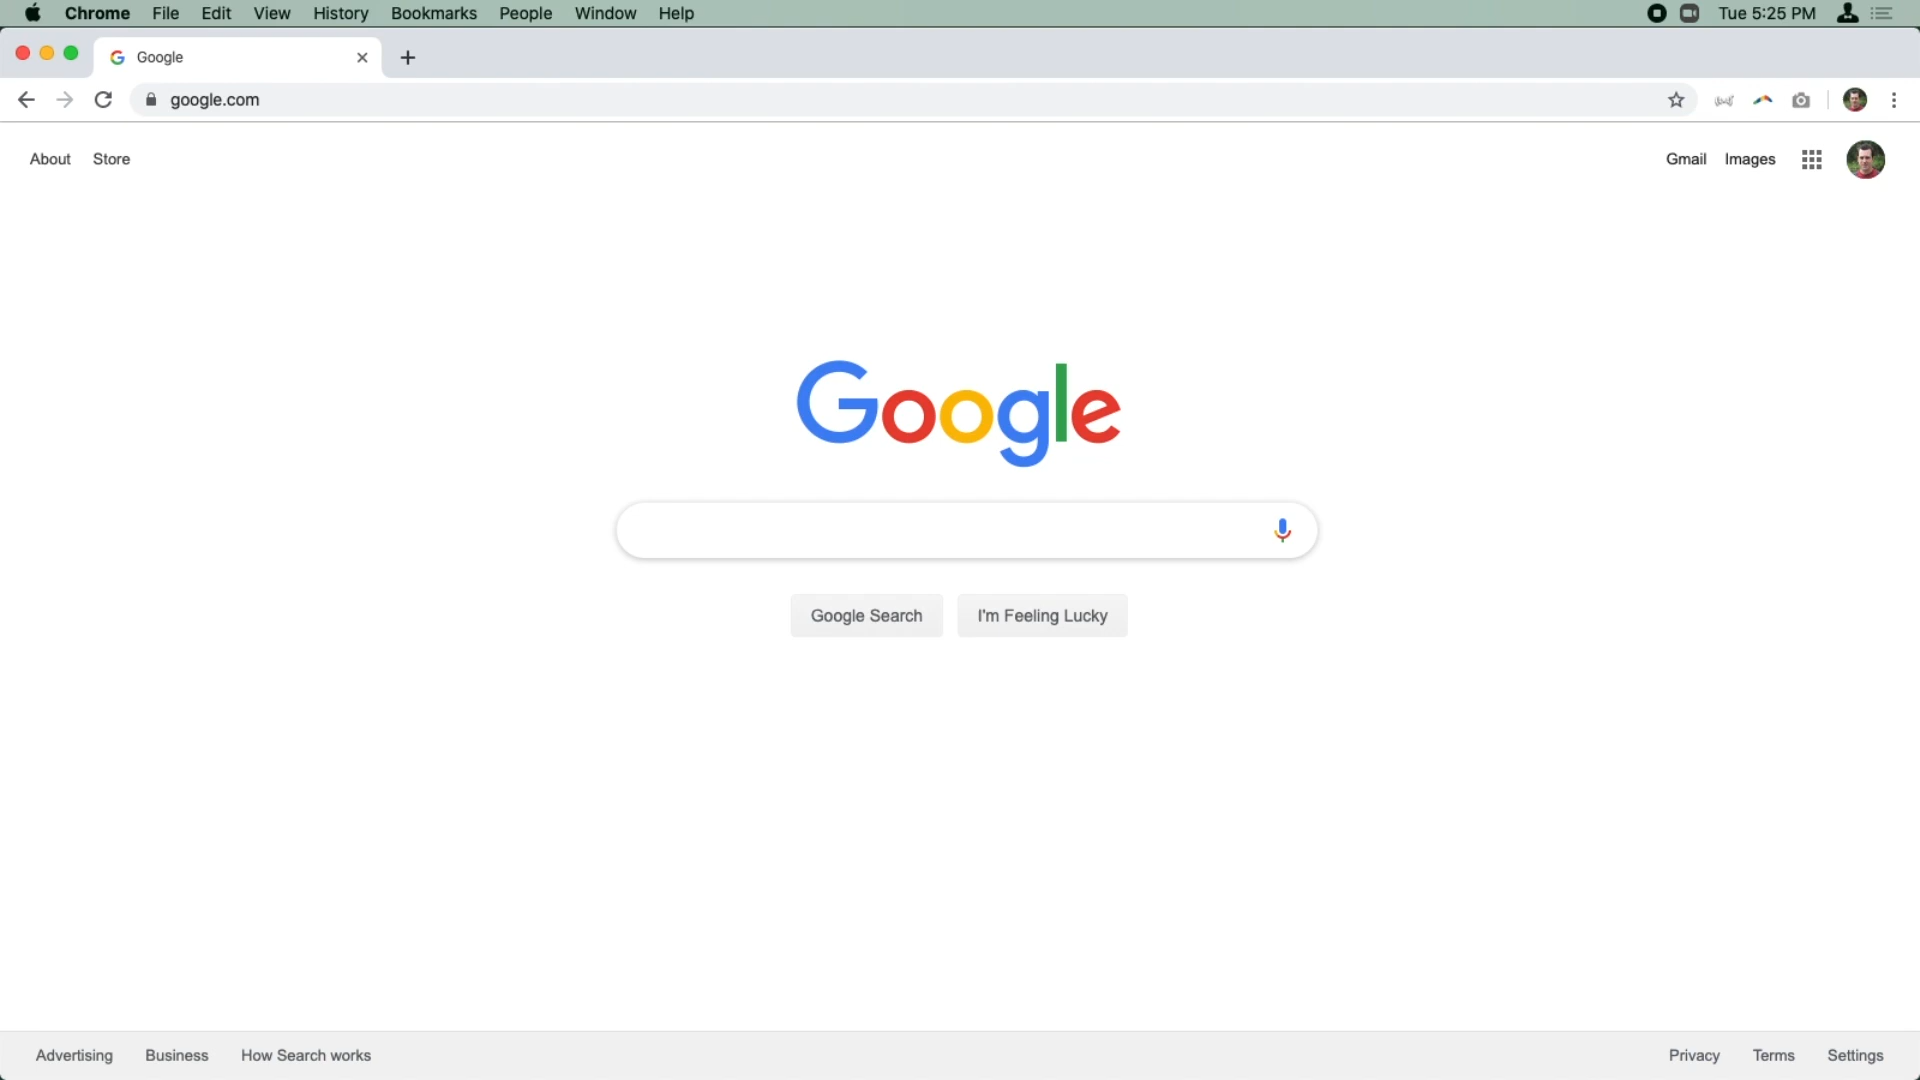 Chrome File Edit View History Bookmarks People Window Help Tue 5:25 PM
Google
google.com
About Store Gmail Images
Google
Google Search I'm Feeling Lucky
Advertising Business How Search works Privacy Terms Settings